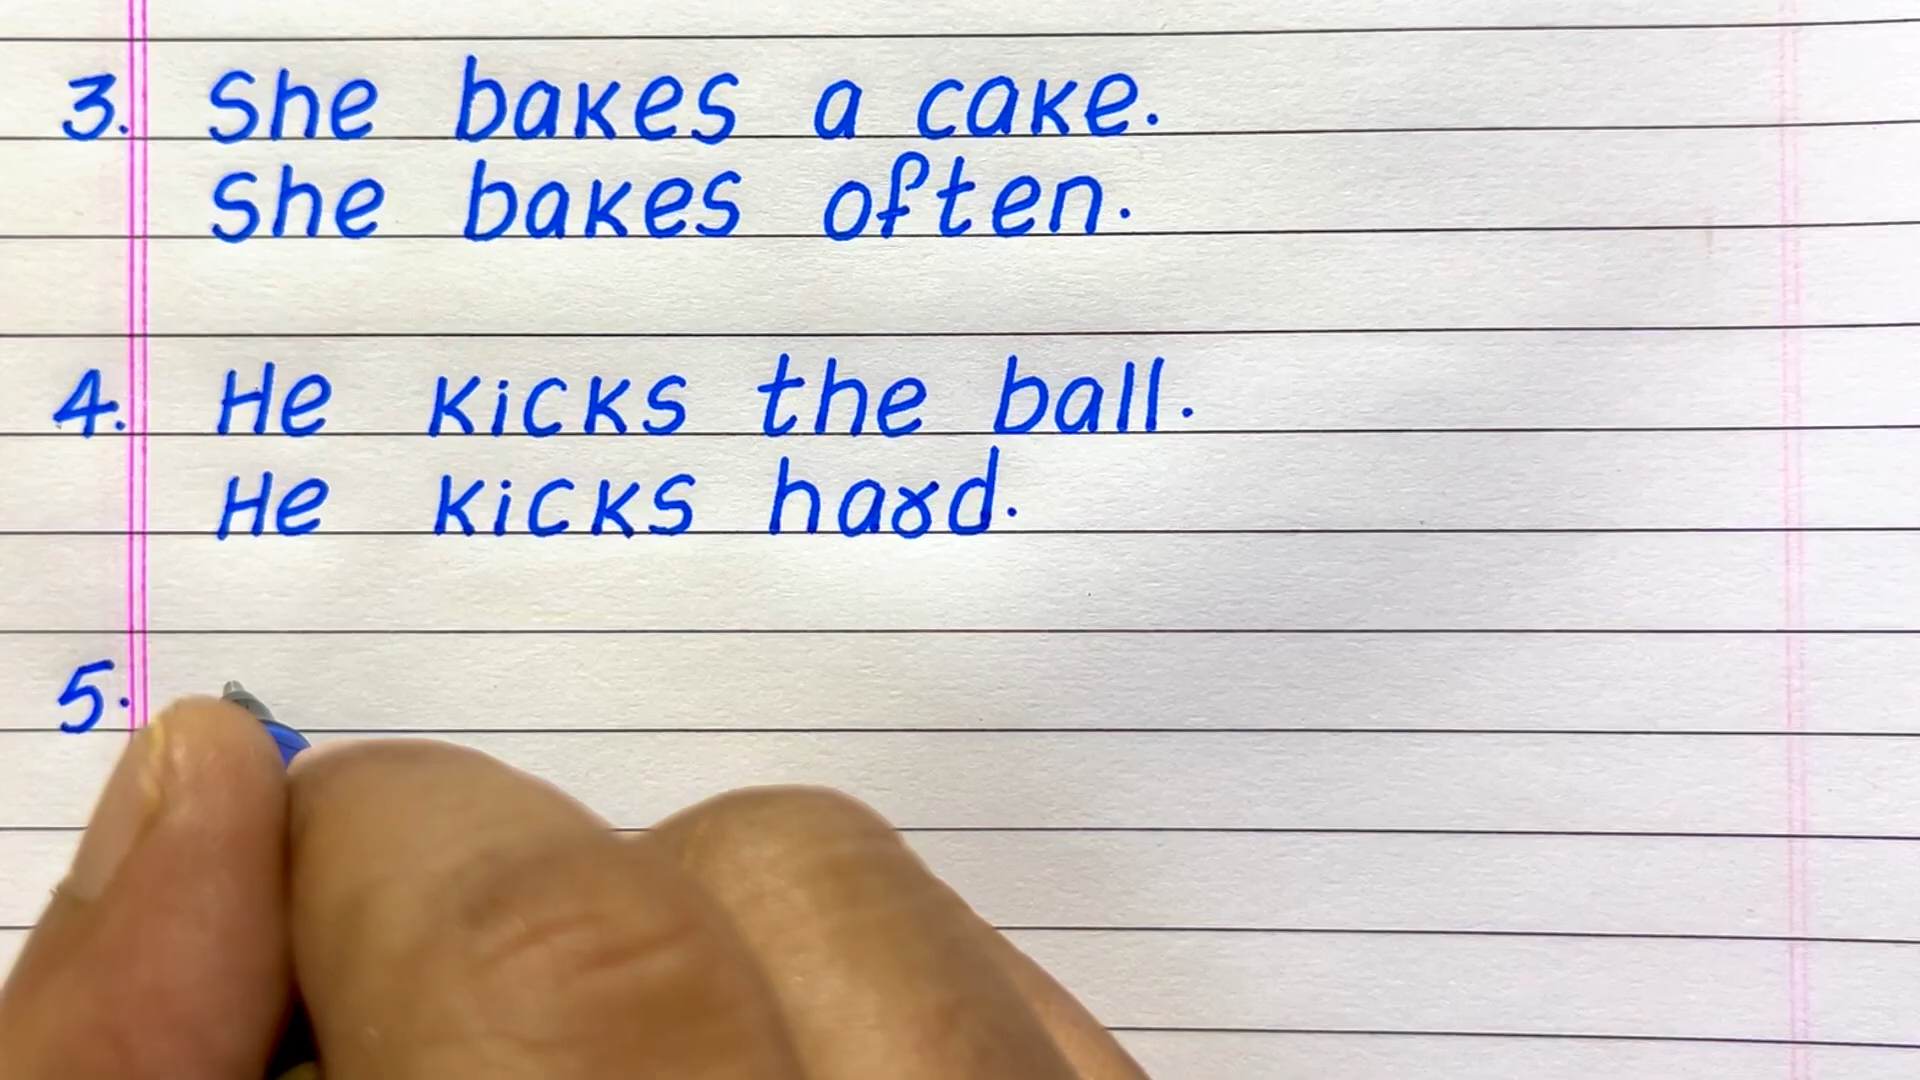 3. She bakes a cake.
She bakes often.
4. He kicks the ball.
He kicks hard.
5.